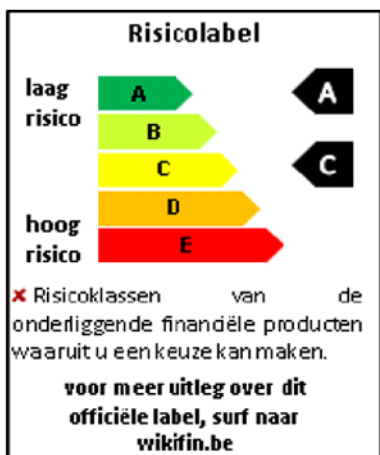 Risicolabel
laag
risico
A
A
B
C
C
D
hoog
risico
E
✘ Risicoklassen van de
onderliggende financiële producten
waaruit u een keuze kan maken.
voor meer uitleg over dit
officiële label, surf naar
wikifin.be